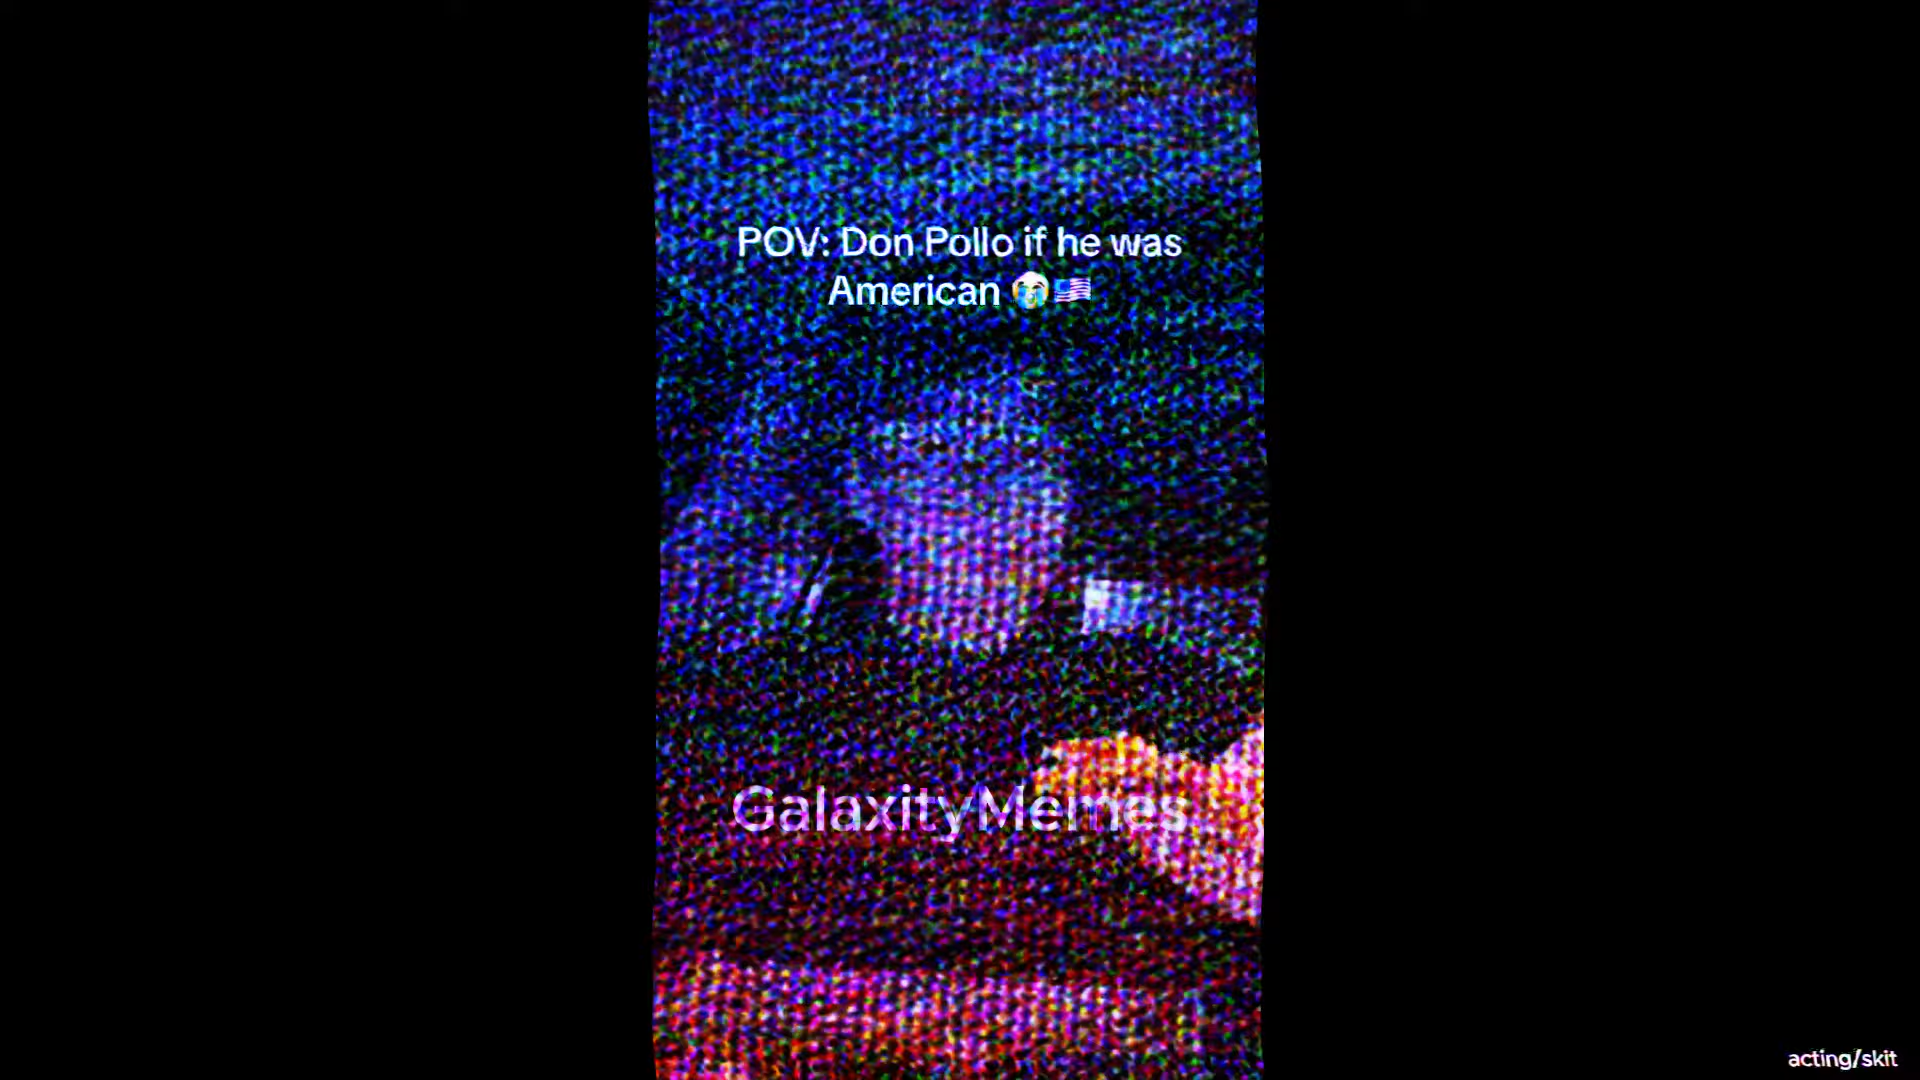 POV: Don Pollo if he was
American 😭🇺🇸
GalaxityMemes
acting/skit